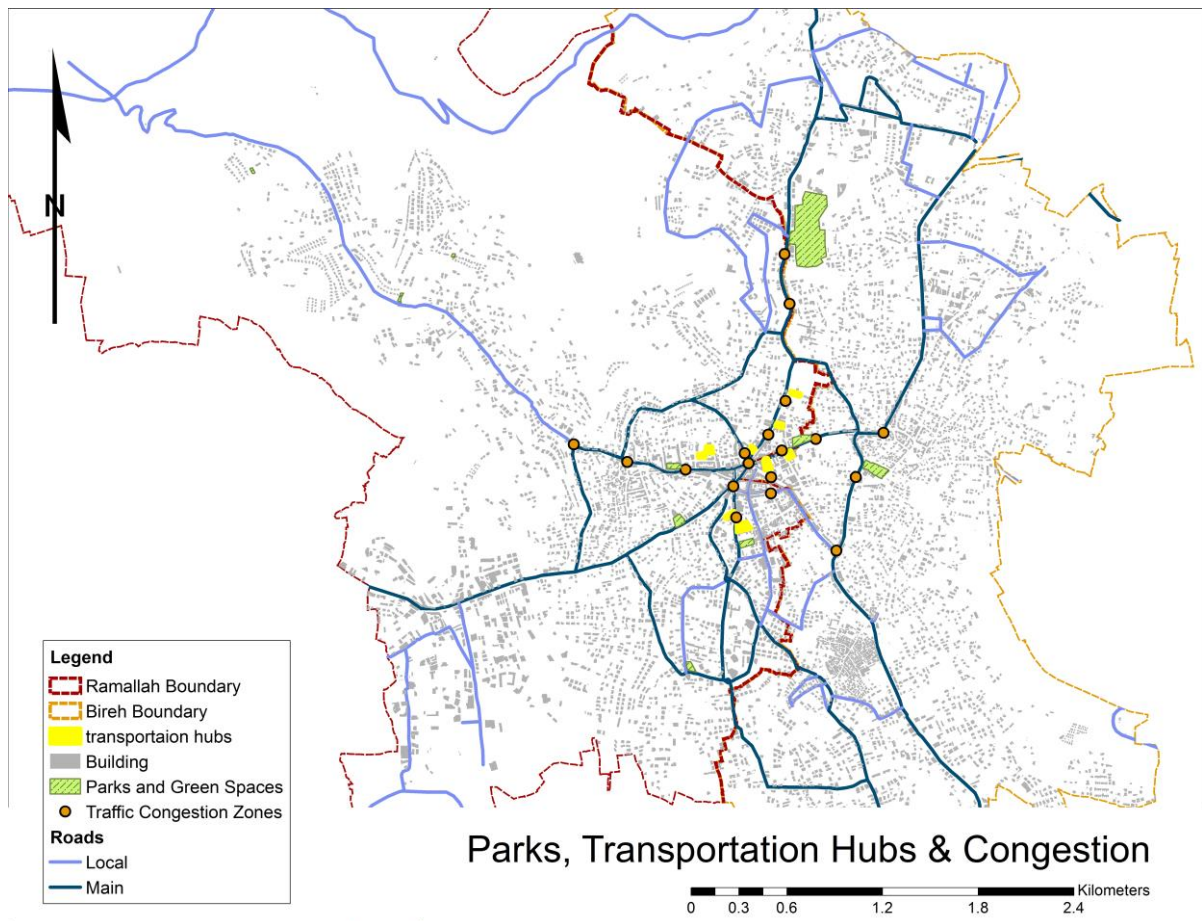 N
Legend
Ramallah Boundary
Bireh Boundary
transportaion hubs
Building
Parks and Green Spaces
Traffic Congestion Zones
Roads
Local
Main
Parks, Transportation Hubs & Congestion
Kilometers
0 0.3 0.6 1.2 1.8 2.4